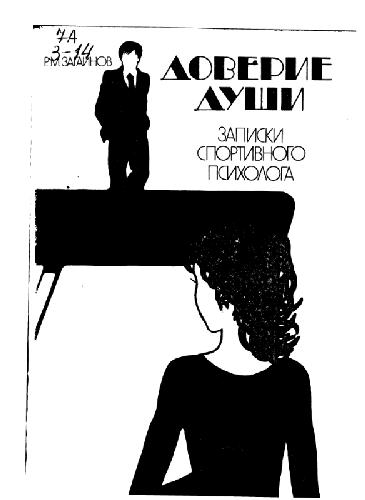 7А
З-14
Р.М. ЗАГАЙНОВ
ДОВЕРИЕ
ДУШИ
ЗАПИСКИ
СПОРТИВНОГО
ПСИХОЛОГА